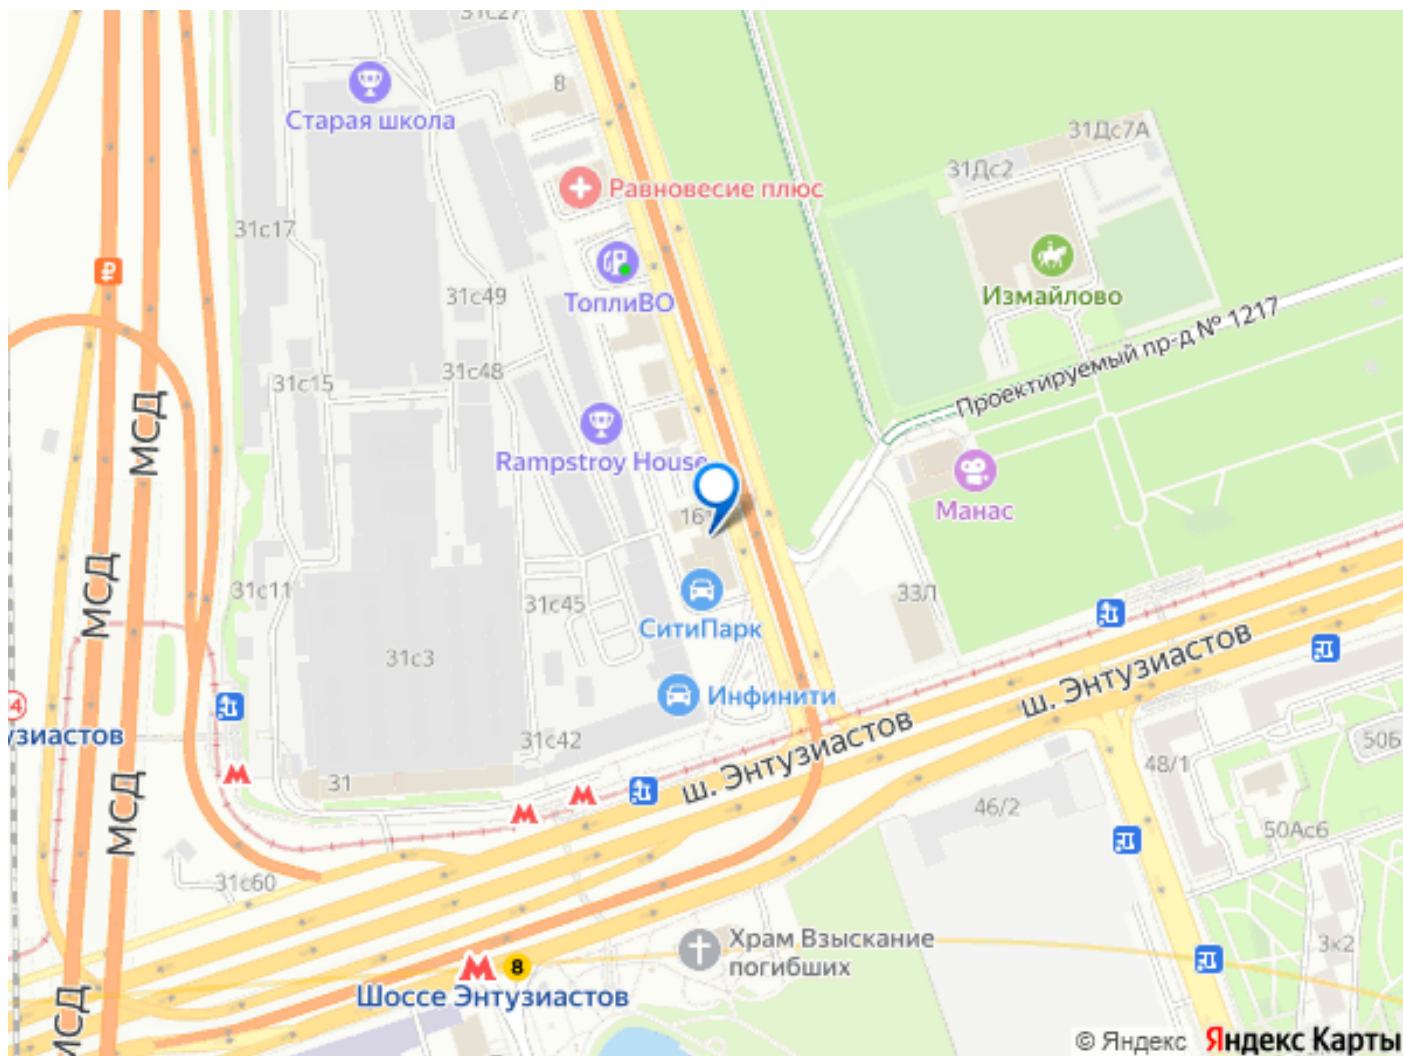 31с27
8
Старая школа
31Дс7А
31Дс2
Равновесие плюс
31с17
₽
Измайлово
31с49
ТоплиВО
Проектируемый пр-д № 1217
31с15
31с48
МСД
Rampstroy House
Манас
МСД
31с11
31с45
33Л
СитиПарк
31с3
ш. Энтузиастов
ш. Энтузиастов
Инфинити
узиастов
31с42
50Б
48/1
31
МСД
46/2
50Ас6
31с60
Храм Взыскание
погибших
3к2
8
Шоссе Энтузиастов
МСД
© Яндекс Яндекс Карты